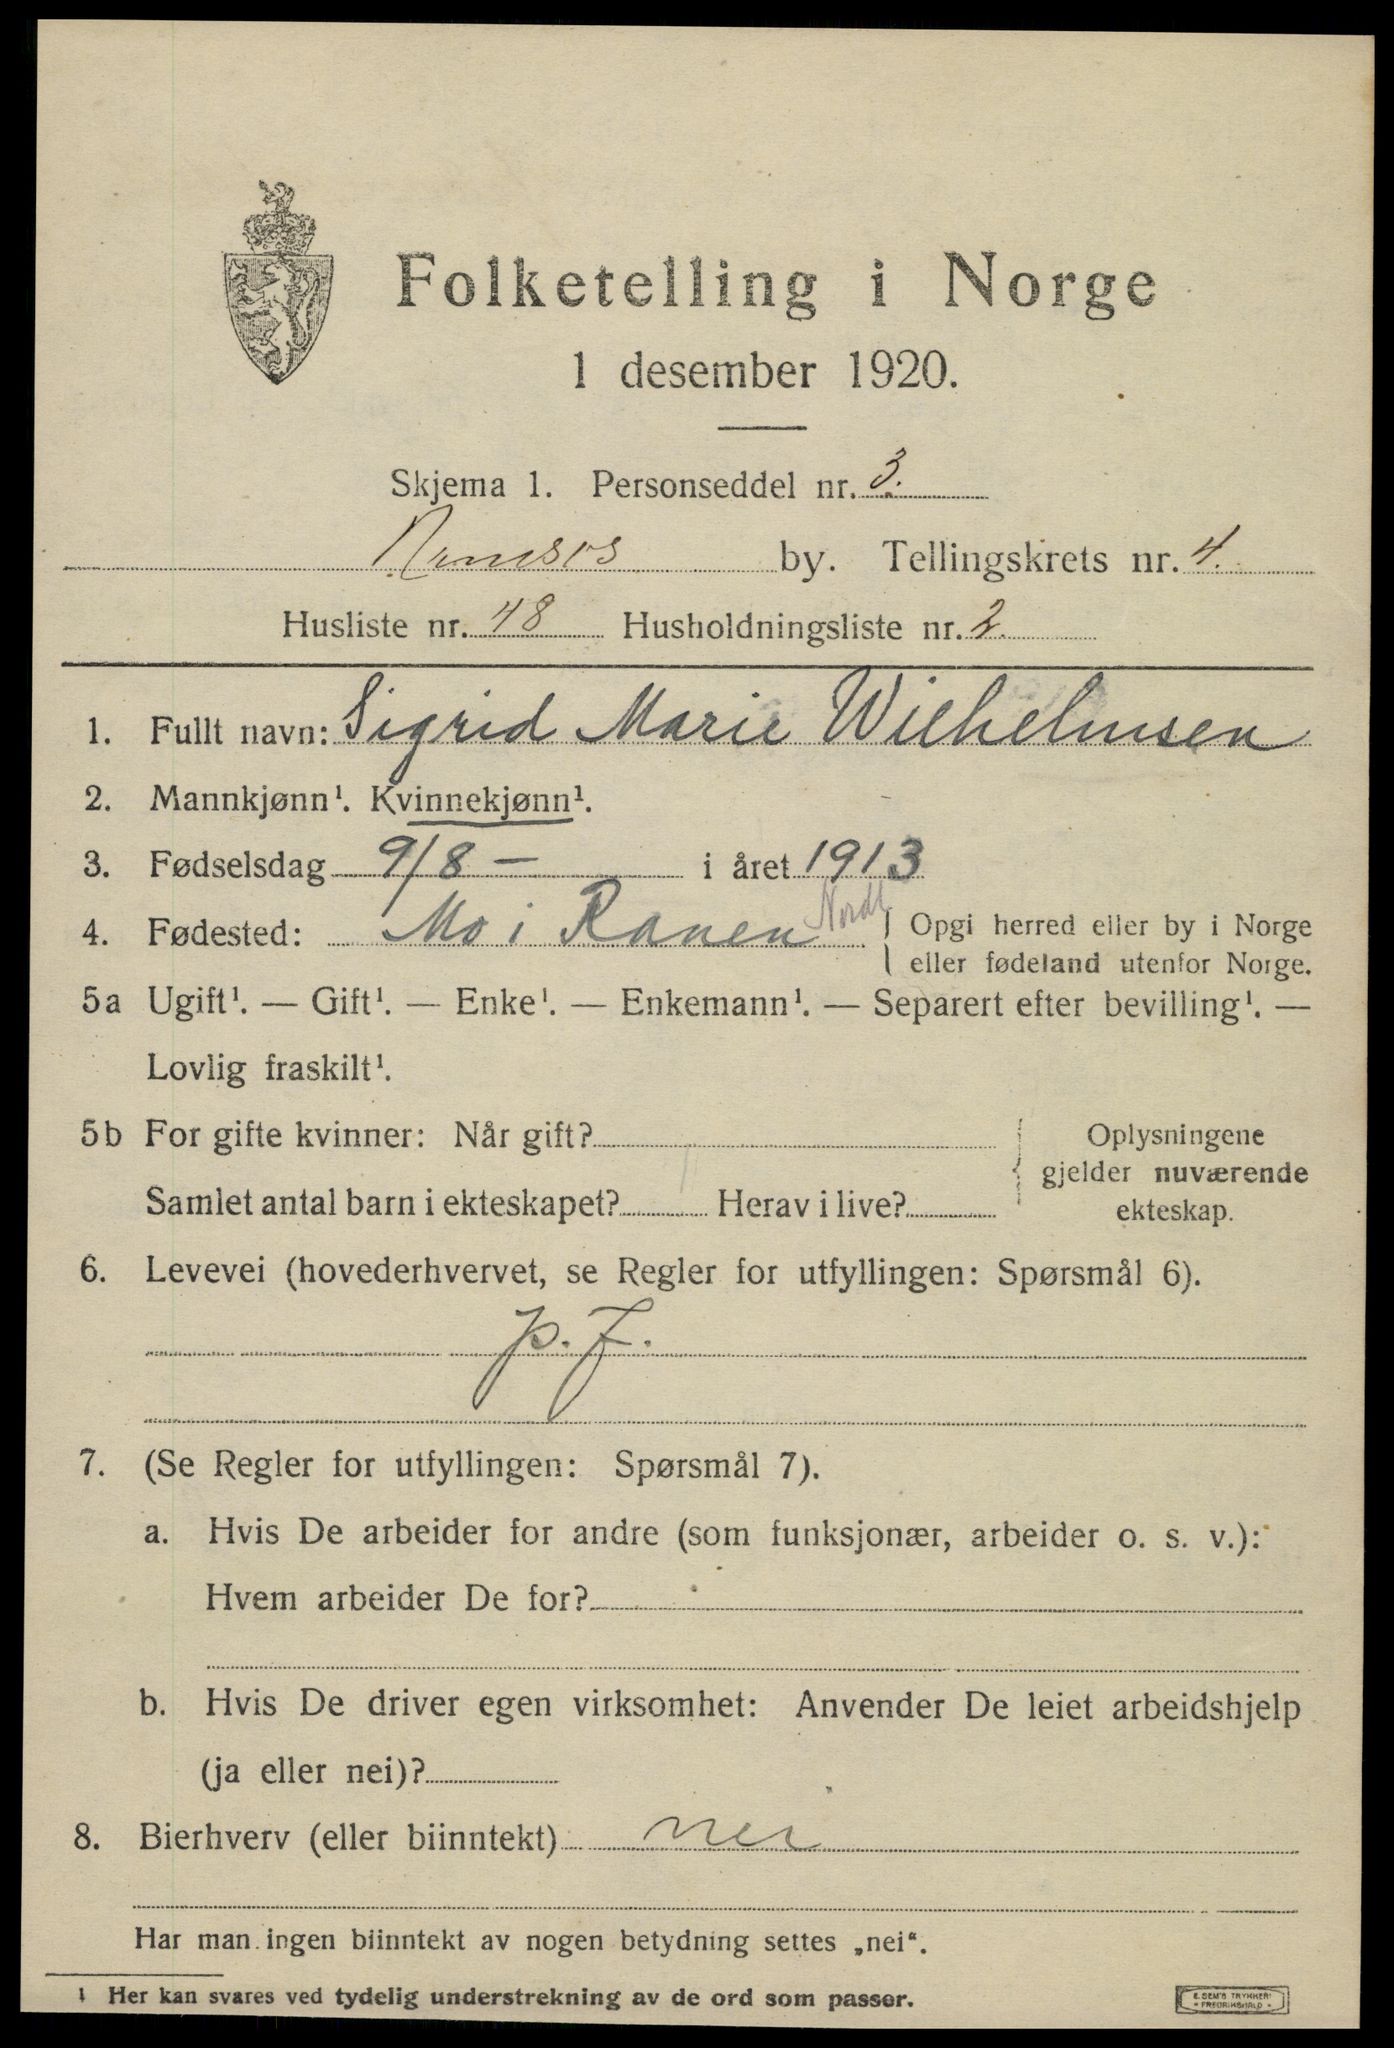 Folketelling i Norge
1 desember 1920.
Skjema 1. Personseddel nr. 3.
Namsos by. Tellingskrets nr. 4.
Husliste nr. 48 Husholdningsliste nr. 2.
1. Fullt navn: Sigrid Marie Wilhelmsen
2. Mannkjønn¹. Kvinnekjønn¹.
3. Fødselsdag 9/8 — i året 1913
4. Fødested: Mo i Ranen Nordl { Opgi herred eller by i Norge
eller fødeland utenfor Norge.
5a Ugift¹. — Gift¹. — Enke¹. — Enkemann¹. — Separert efter bevilling¹. —
Lovlig fraskilt¹.
5b For gifte kvinner: Når gift?
Samlet antal barn i ekteskapet? Herav i live?
Oplysningene
gjelder nuværende
ekteskap.
6. Levevei (hovederhvervet, se Regler for utfyllingen: Spørsmål 6).
p. F.
7. (Se Regler for utfyllingen: Spørsmål 7).
a. Hvis De arbeider for andre (som funksjonær, arbeider o. s. v.):
Hvem arbeider De for?
b. Hvis De driver egen virksomhet: Anvender De leiet arbeidshjelp
(ja eller nei)?
8. Bierhverv (eller biinntekt) nei
Har man ingen biinntekt av nogen betydning settes „nei“.
¹ Her kan svares ved tydelig understrekning av de ord som passer.
E. SEM'S TRYKKERI
FREDRIKSHALD